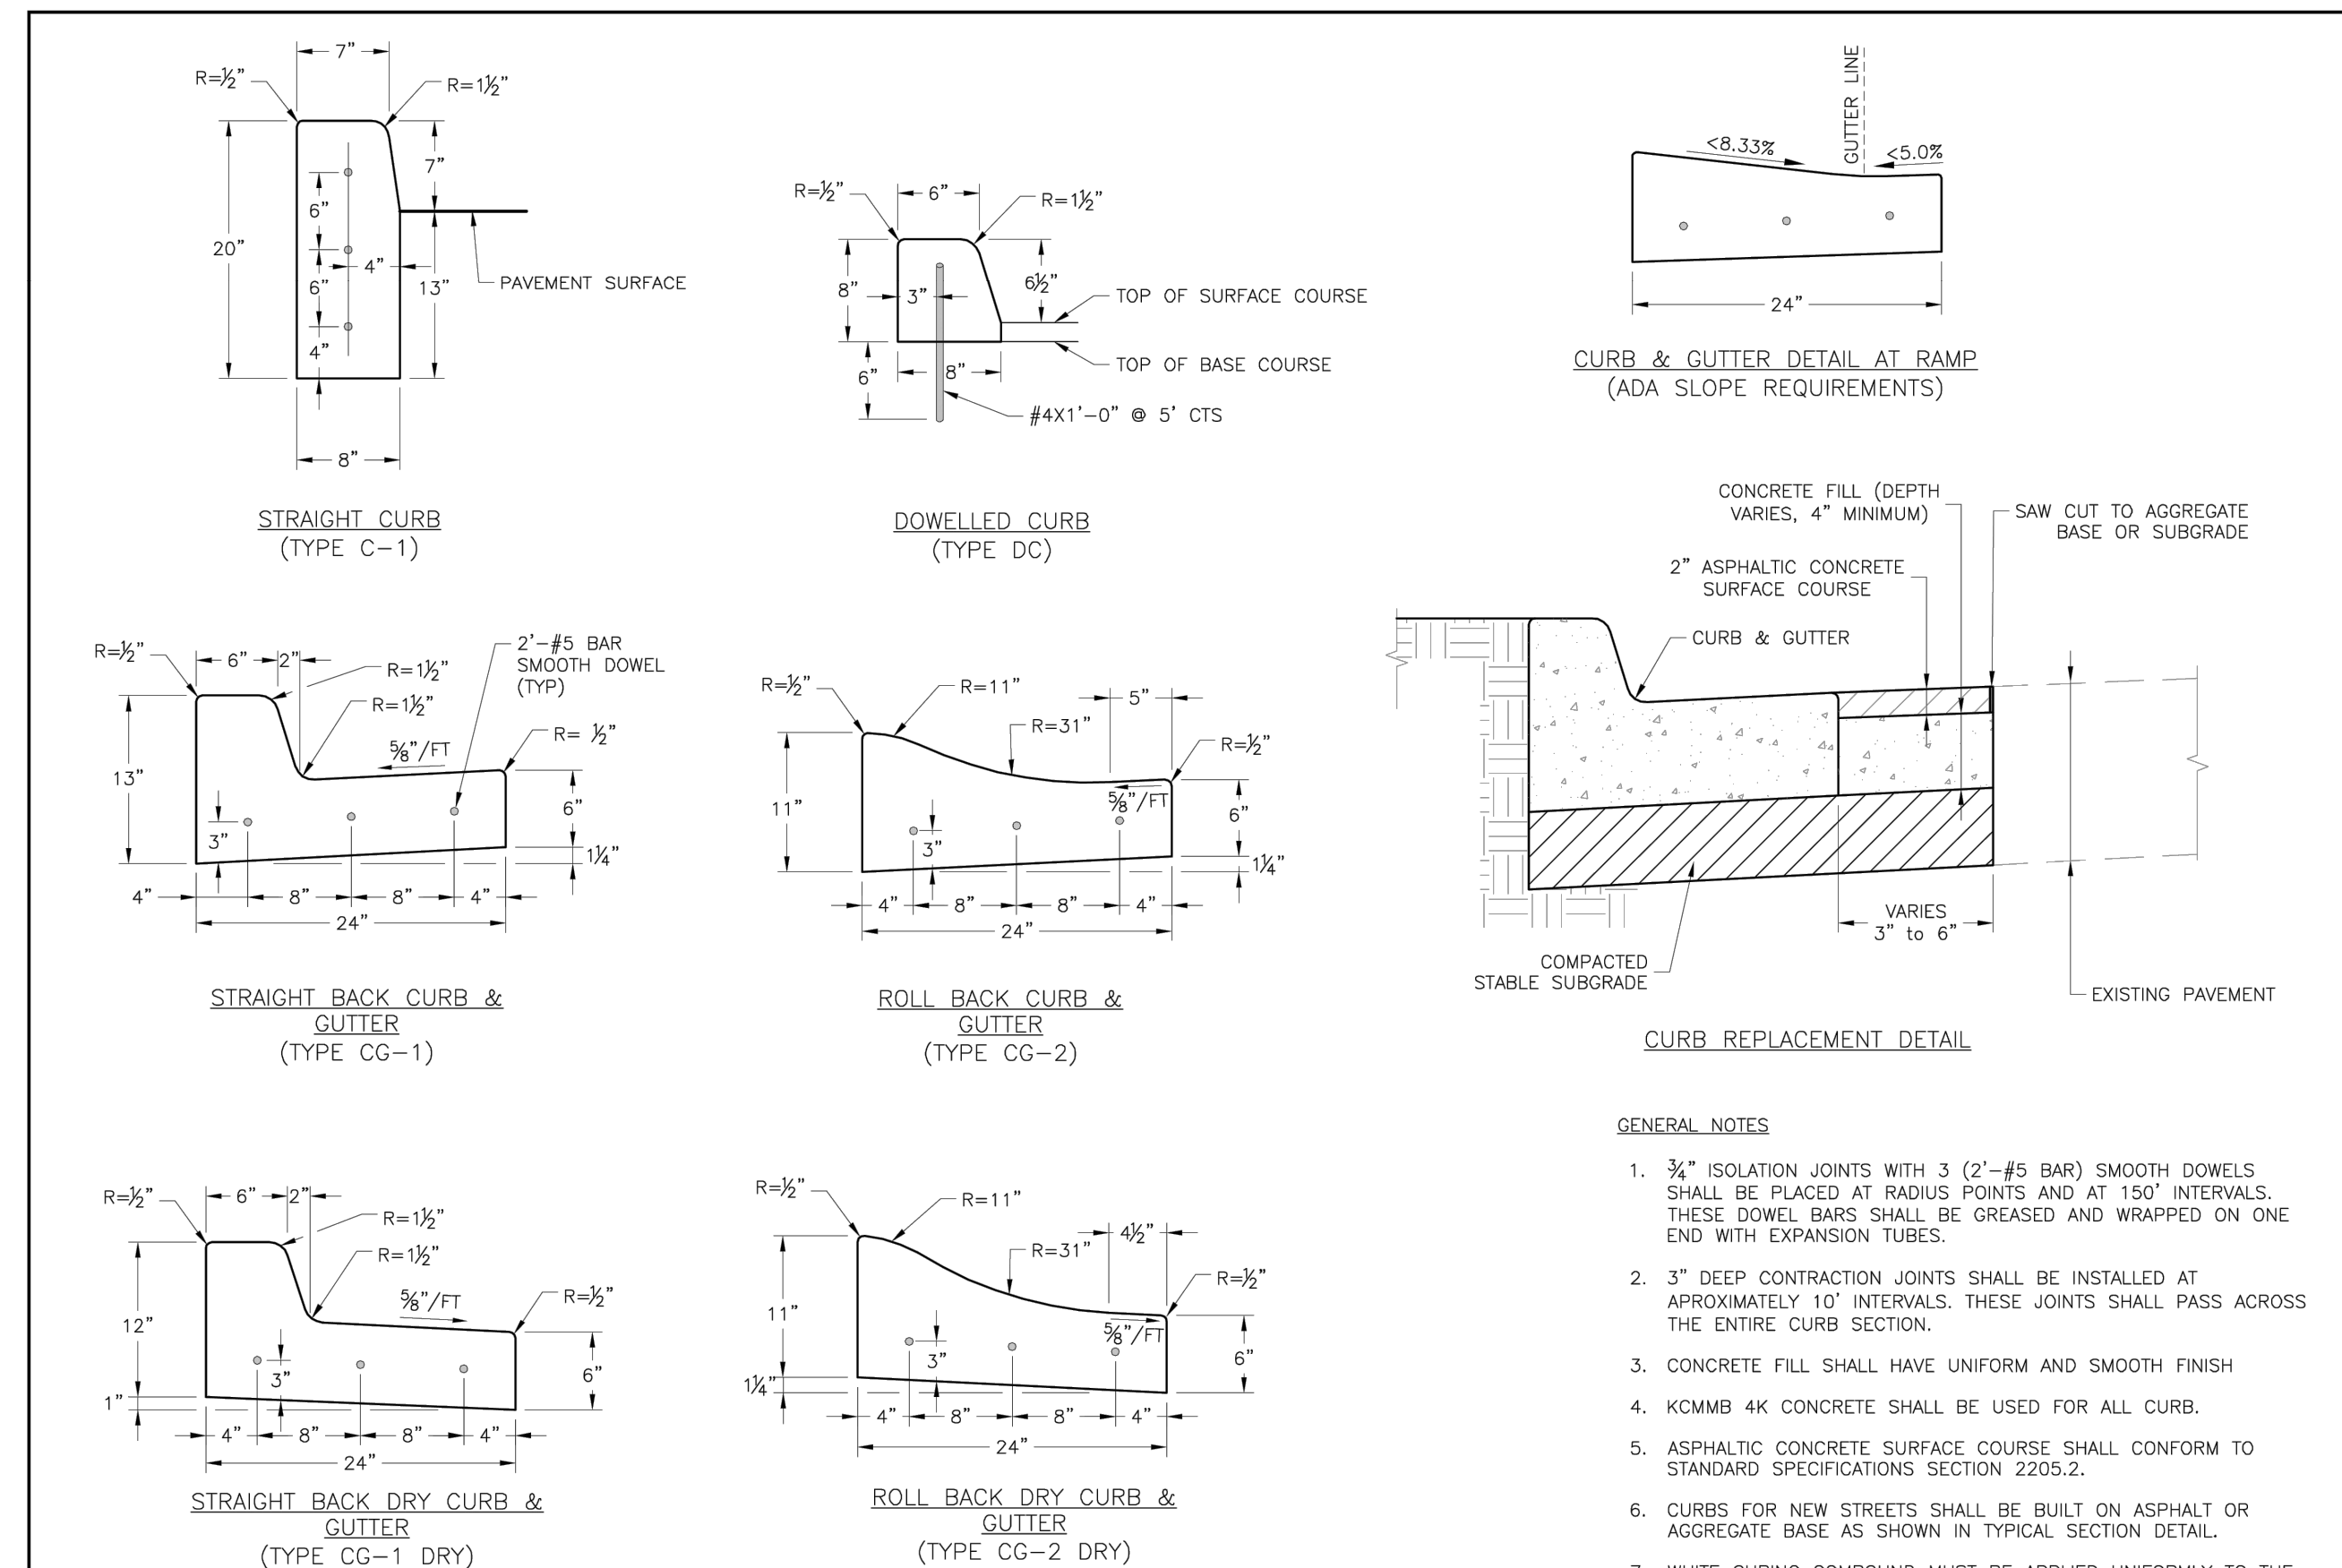 7"
R=½"
R=1½"
7"
6"
20"
4"
6"
13"
PAVEMENT SURFACE
4"
8"
STRAIGHT CURB
(TYPE C-1)
R=½"
6"
R=1½"
8"
3"
6½"
TOP OF SURFACE COURSE
TOP OF BASE COURSE
6"
8"
#4X1'-0" @ 5' CTS
DOWELLED CURB
(TYPE DC)
GUTTER LINE
<8.33%
<5.0%
24"
CURB & GUTTER DETAIL AT RAMP
(ADA SLOPE REQUIREMENTS)
R=½"
6"
2"
R=1½"
R=1½"
2'-#5 BAR
SMOOTH DOWEL
(TYP)
⅝"/FT
R= ½"
13"
3"
6"
1¼"
4"
8"
8"
4"
24"
STRAIGHT BACK CURB &
GUTTER
(TYPE CG-1)
R=½"
R=11"
5"
R=31"
R=½"
11"
⅝"/FT
6"
3"
1¼"
4"
8"
8"
4"
24"
ROLL BACK CURB &
GUTTER
(TYPE CG-2)
CONCRETE FILL (DEPTH
VARIES, 4" MINIMUM)
SAW CUT TO AGGREGATE
BASE OR SUBGRADE
2" ASPHALTIC CONCRETE
SURFACE COURSE
CURB & GUTTER
VARIES
3" to 6"
COMPACTED
STABLE SUBGRADE
EXISTING PAVEMENT
CURB REPLACEMENT DETAIL
R=½"
6"
2"
R=1½"
R=1½"
⅝"/FT
R=½"
12"
3"
6"
1"
4"
8"
8"
4"
24"
STRAIGHT BACK DRY CURB &
GUTTER
(TYPE CG-1 DRY)
R=½"
R=11"
4½"
R=31"
R=½"
11"
⅝"/FT
3"
6"
1¼"
4"
8"
8"
4"
24"
ROLL BACK DRY CURB &
GUTTER
(TYPE CG-2 DRY)
GENERAL NOTES
1. ¾" ISOLATION JOINTS WITH 3 (2'-#5 BAR) SMOOTH DOWELS
SHALL BE PLACED AT RADIUS POINTS AND AT 150' INTERVALS.
THESE DOWEL BARS SHALL BE GREASED AND WRAPPED ON ONE
END WITH EXPANSION TUBES.
2. 3" DEEP CONTRACTION JOINTS SHALL BE INSTALLED AT
APROXIMATELY 10' INTERVALS. THESE JOINTS SHALL PASS ACROSS
THE ENTIRE CURB SECTION.
3. CONCRETE FILL SHALL HAVE UNIFORM AND SMOOTH FINISH
4. KCMMB 4K CONCRETE SHALL BE USED FOR ALL CURB.
5. ASPHALTIC CONCRETE SURFACE COURSE SHALL CONFORM TO
STANDARD SPECIFICATIONS SECTION 2205.2.
6. CURBS FOR NEW STREETS SHALL BE BUILT ON ASPHALT OR
AGGREGATE BASE AS SHOWN IN TYPICAL SECTION DETAIL.
7. WHITE CURING COMPOUND MUST BE APPLIED UNIFORMLY TO THE